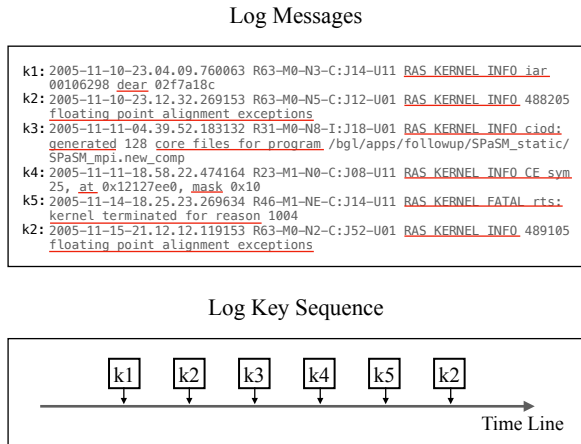 Log Messages
k1: 2005-11-10-23.04.09.760063 R63-M0-N3-C:J14-U11 RAS KERNEL INFO iar
00106298 dear 02f7a18c
k2: 2005-11-10-23.12.32.269153 R63-M0-N5-C:J12-U01 RAS KERNEL INFO 488205
floating point alignment exceptions
k3: 2005-11-11-04.39.52.183132 R31-M0-N8-I:J18-U01 RAS KERNEL INFO ciod:
generated 128 core files for program /bgl/apps/followup/SPaSM_static/
SPaSM_mpi.new_comp
k4: 2005-11-11-18.58.22.474164 R23-M1-N0-C:J08-U11 RAS KERNEL INFO CE sym
25, at 0x12127ee0, mask 0x10
k5: 2005-11-14-18.25.23.269634 R46-M1-NE-C:J14-U11 RAS KERNEL FATAL rts:
kernel terminated for reason 1004
k2: 2005-11-15-21.12.12.119153 R63-M0-N2-C:J52-U01 RAS KERNEL INFO 489105
floating point alignment exceptions
Log Key Sequence
k1 k2 k3 k4 k5 k2
Time Line